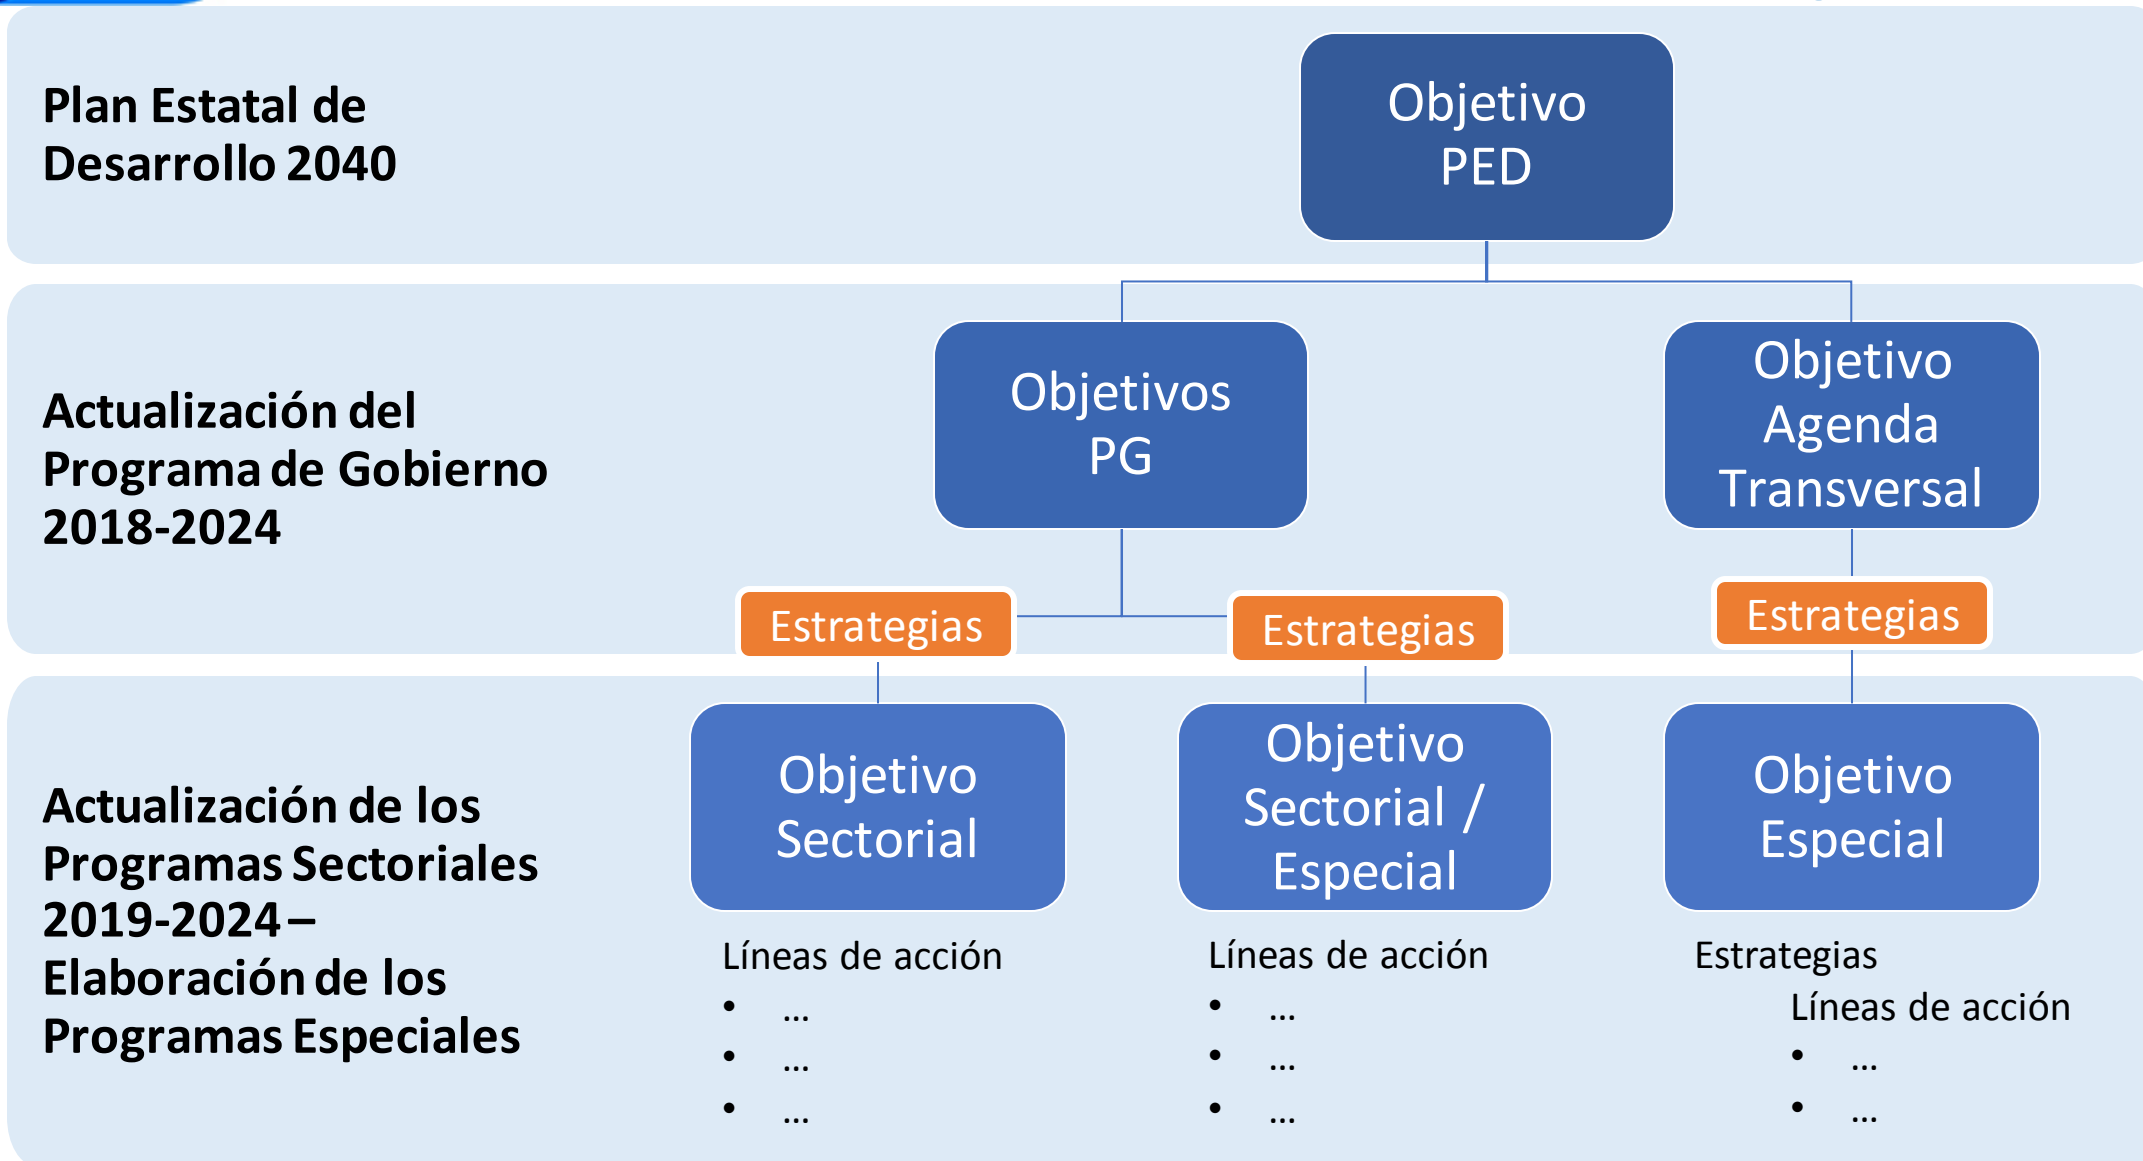 Plan Estatal de
Desarrollo 2040
Objetivo
PED
Actualización del
Programa de Gobierno
2018-2024
Objetivos
PG
Objetivo
Agenda
Transversal
Estrategias
Estrategias
Estrategias
Actualización de los
Programas Sectoriales
2019-2024 –
Elaboración de los
Programas Especiales
Objetivo
Sectorial
Líneas de acción
• ...
• ...
• ...
Objetivo
Sectorial /
Especial
Líneas de acción
• ...
• ...
• ...
Objetivo
Especial
Estrategias
Líneas de acción
• ...
• ...